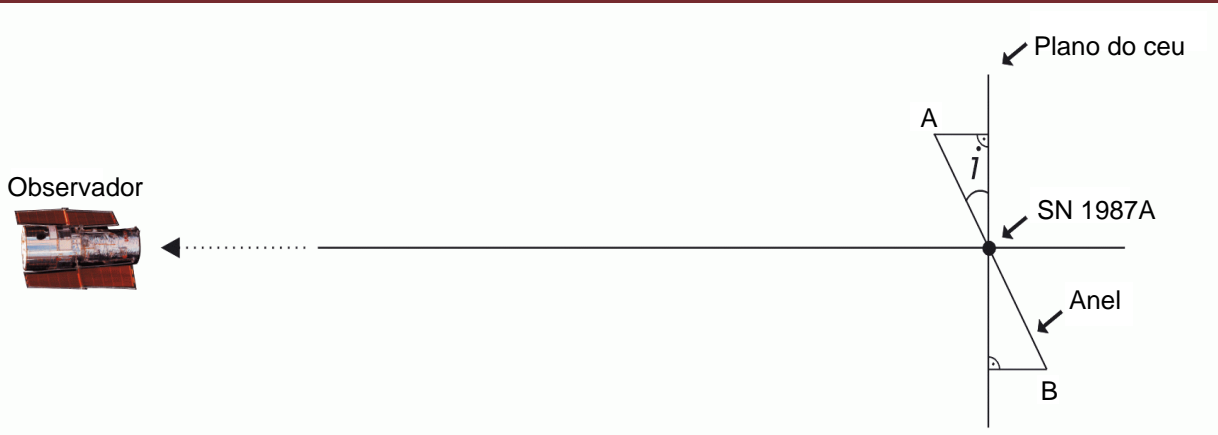 Plano do ceu
A
i
Observador
SN 1987A
Anel
B